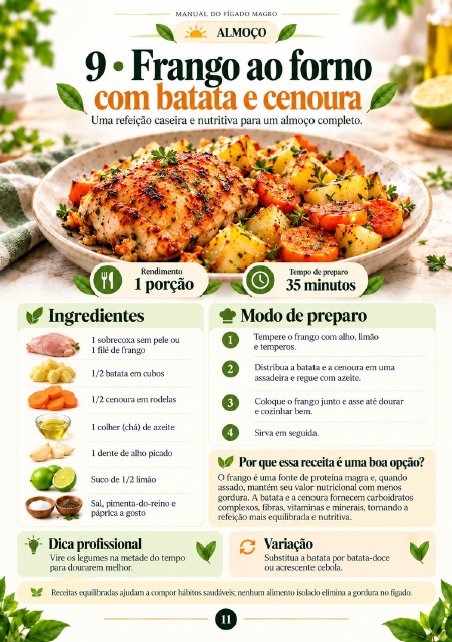 MANUAL DO FÍGADO MAGRO
ALMOÇO
9 • Frango ao forno
com batata e cenoura
Uma refeição caseira e nutritiva para um almoço completo.
Rendimento
1 porção
Tempo de preparo
35 minutos
Ingredientes
1 sobrecoxa sem pele ou
1 filé de frango
1/2 batata em cubos
1/2 cenoura em rodelas
1 colher (chá) de azeite
1 dente de alho picado
Suco de 1/2 limão
Sal, pimenta-do-reino e
páprica a gosto
Modo de preparo
1
Tempere o frango com alho, limão
e temperos.
2
Distribua a batata e a cenoura em uma
assadeira e regue com azeite.
3
Coloque o frango junto e asse até dourar
e cozinhar bem.
4
Sirva em seguida.
Por que essa receita é uma boa opção?
O frango é uma fonte de proteína magra e, quando
assado, mantém seu valor nutricional com menos
gordura. A batata e a cenoura fornecem carboidratos
complexos, fibras, vitaminas e minerais, tornando a
refeição mais equilibrada e nutritiva.
Dica profissional
Vire os legumes na metade do tempo
para dourarem melhor.
Variação
Substitua a batata por batata-doce
ou acrescente cebola.
Receitas equilibradas ajudam a compor hábitos saudáveis; nenhum alimento isolado elimina a gordura no fígado.
11